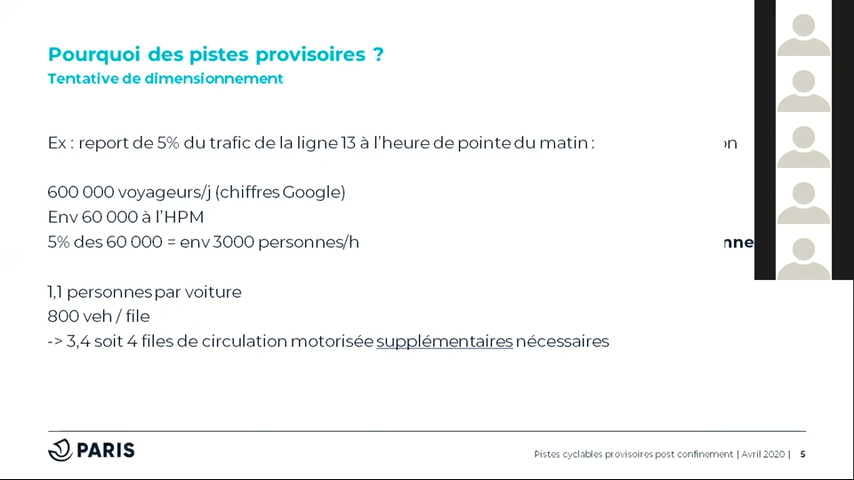 Pourquoi des pistes provisoires ?
Tentative de dimensionnement
Ex : report de 5% du trafic de la ligne 13 à l'heure de pointe du matin :
600 000 voyageurs/j (chiffres Google)
Env 60 000 à l'HPM
5% des 60 000 = env 3000 personnes/h
1,1 personnes par voiture
800 veh / file
-> 3,4 soit 4 files de circulation motorisée supplémentaires nécessaires
PARIS
Pistes cyclables provisoires post confinement | Avril 2020 | 5